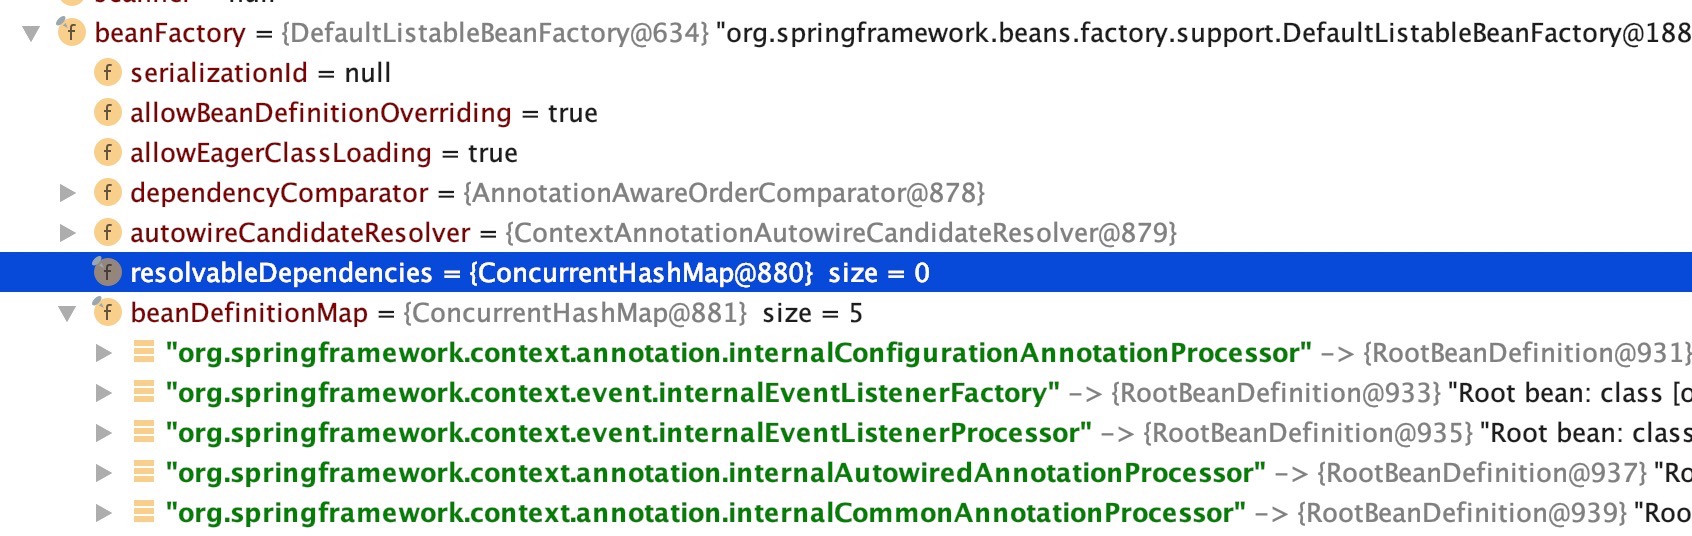 beanFactory = {DefaultListableBeanFactory@634} "org.springframework.beans.factory.support.DefaultListableBeanFactory@188
f serializationId = null
f allowBeanDefinitionOverriding = true
f allowEagerClassLoading = true
f dependencyComparator = {AnnotationAwareOrderComparator@878}
f autowireCandidateResolver = {ContextAnnotationAutowireCandidateResolver@879}
f resolvableDependencies = {ConcurrentHashMap@880} size = 0
f beanDefinitionMap = {ConcurrentHashMap@881} size = 5
"org.springframework.context.annotation.internalConfigurationAnnotationProcessor" -> {RootBeanDefinition@931}
"org.springframework.context.event.internalEventListenerFactory" -> {RootBeanDefinition@933} "Root bean: class [o
"org.springframework.context.event.internalEventListenerProcessor" -> {RootBeanDefinition@935} "Root bean: class
"org.springframework.context.annotation.internalAutowiredAnnotationProcessor" -> {RootBeanDefinition@937} "Ro
"org.springframework.context.annotation.internalCommonAnnotationProcessor" -> {RootBeanDefinition@939} "Roo